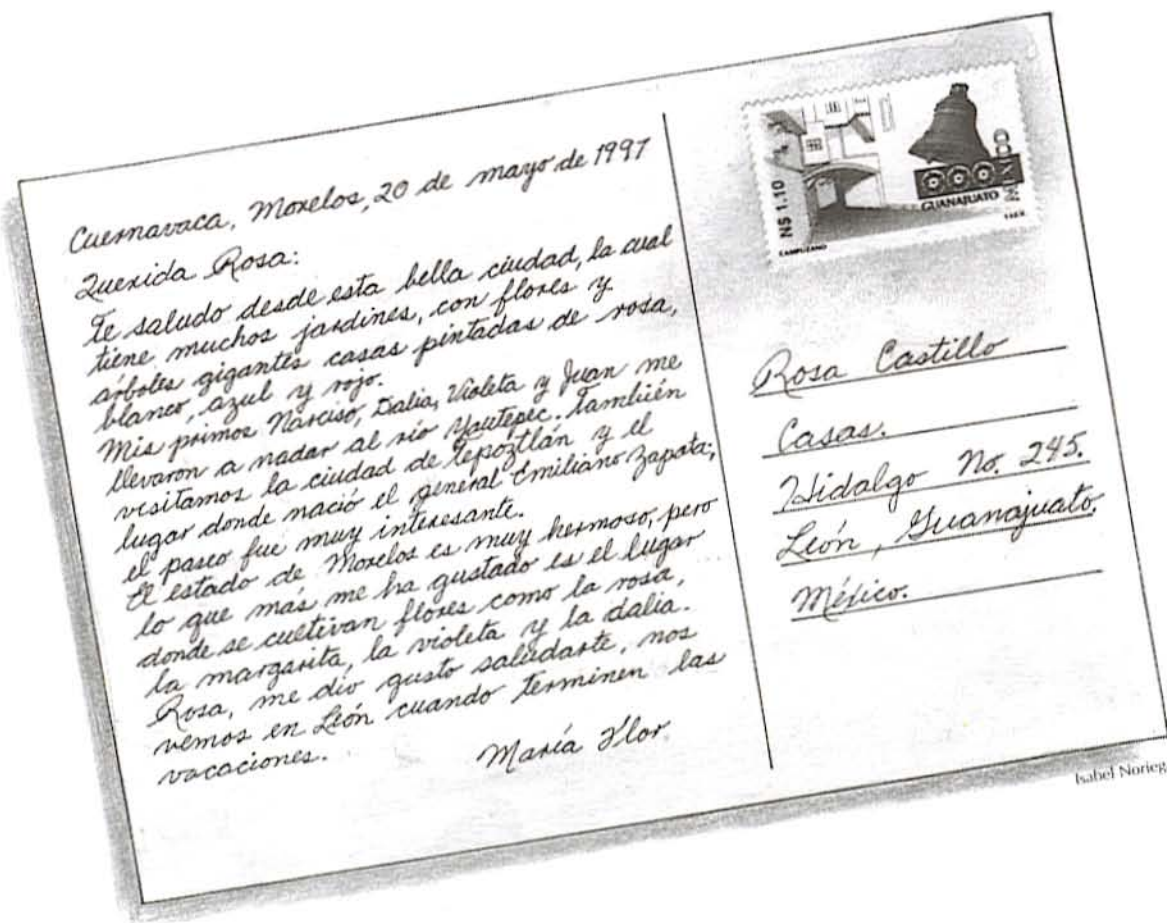 Cuernavaca, Morelos, 20 de mayo de 1997
Querida Rosa:
Te saludo desde esta bella ciudad, la cual
tiene muchos jardines, con flores y
árboles gigantes casas pintadas de rosa,
blanco, azul y rojo.
Mis primos Narciso, Dalia, Violeta y Juan me
llevaron a nadar al río Yautepec. También
visitamos la ciudad de Tepoztlán y el
lugar donde nació el general Emiliano Zapata;
el paseo fue muy interesante.
El estado de Morelos es muy hermoso, pero
lo que más me ha gustado es el lugar
donde se cultivan flores como la rosa,
la margarita, la violeta y la dalia.
Rosa, me dio gusto saludarte, nos
vemos en León cuando terminen las
vacaciones.
María Flor.
N$ 1.10
GUANAJUATO
MEXICO
CAMPUZANO
Rosa Castillo
Casas.
Hidalgo No. 245.
León, Guanajuato.
México.
Isabel Norieg